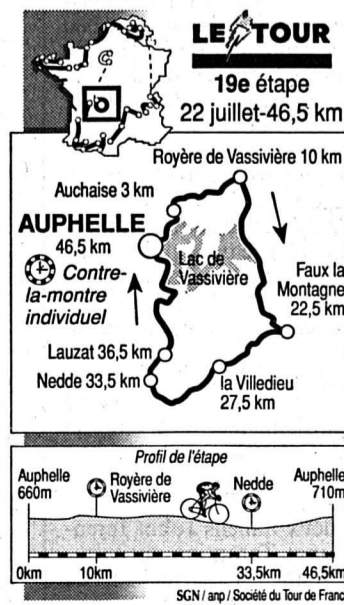 LE TOUR
19e étape
22 juillet-46,5 km
Royère de Vassivière 10 km
Auchaise 3 km
AUPHELLE
46,5 km
Contre-
la-montre
individuel
Lac de
Vassivière
Faux la
Montagne
22,5 km
Lauzat 36,5 km
Nedde 33,5 km
la Villedieu
27,5 km
Profil de l'étape
Auphelle
660m
Royère de
Vassivière
Nedde
Auphelle
710m
0km 10km 33,5km 46,5km
SGN / anp / Société du Tour de Franc